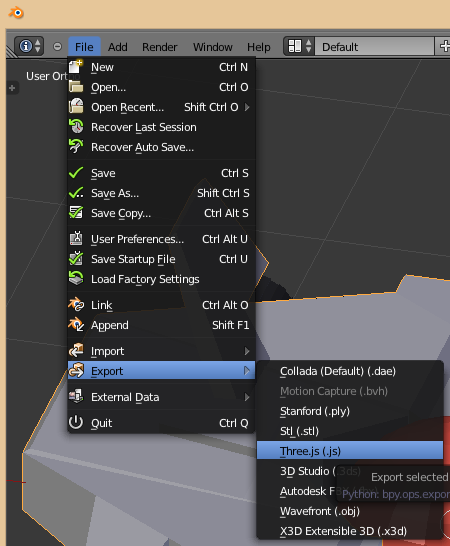 File Add Render Window Help Default
User Ort
New Ctrl N
Open... Ctrl O
Open Recent... Shift Ctrl O
Recover Last Session
Recover Auto Save...
Save Ctrl S
Save As... Shift Ctrl S
Save Copy... Ctrl Alt S
User Preferences... Ctrl Alt U
Save Startup File Ctrl U
Load Factory Settings
Link Ctrl Alt O
Append Shift F1
Import
Export
External Data
Quit Ctrl Q
Collada (Default) (.dae)
Motion Capture (.bvh)
Stanford (.ply)
Stl (.stl)
Three.js (.js)
3D Studio (.3ds)
Export selected
Autodesk
Python: bpy.ops.expor
Wavefront (.obj)
X3D Extensible 3D (.x3d)